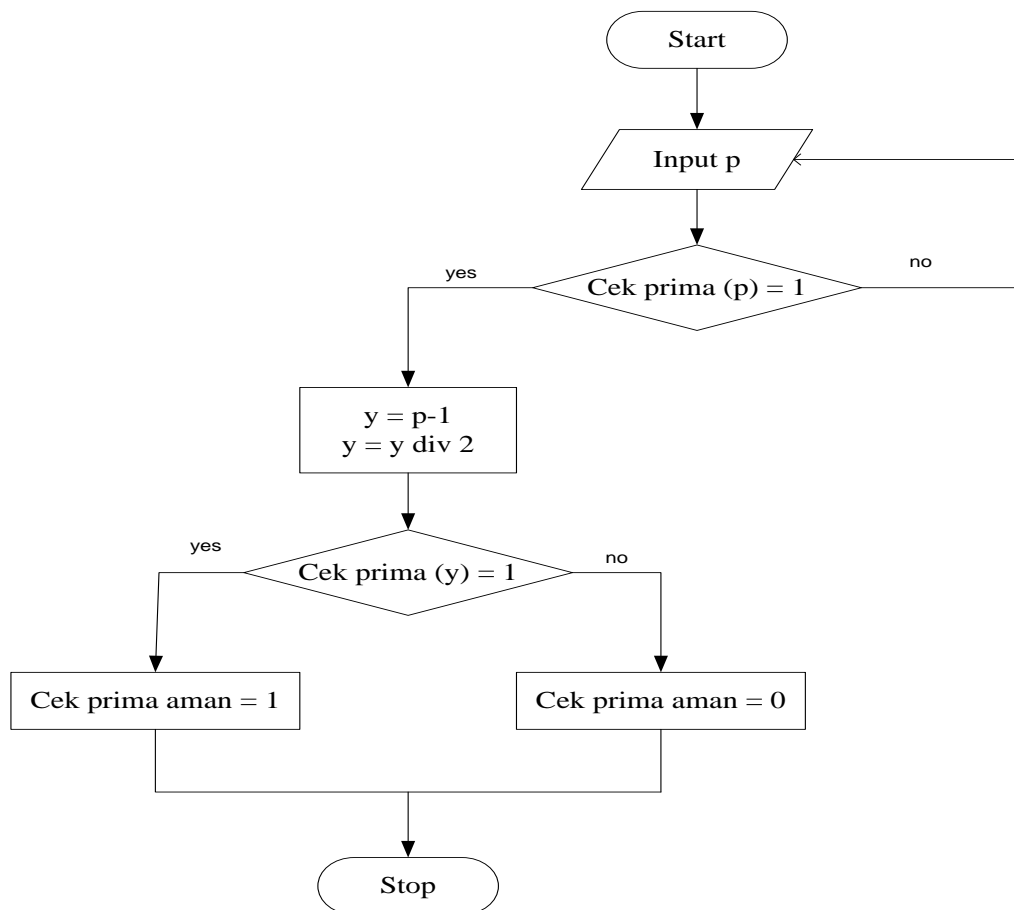 Start
Input p
yes
no
Cek prima (p) = 1
y = p-1
y = y div 2
yes
no
Cek prima (y) = 1
Cek prima aman = 1
Cek prima aman = 0
Stop